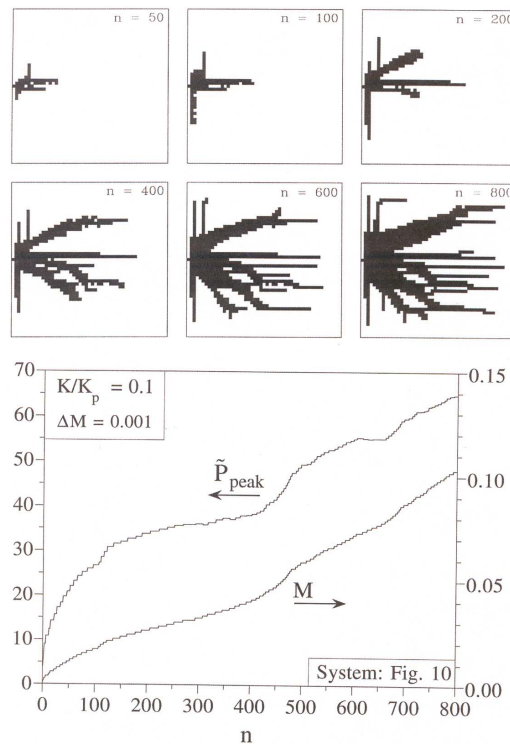 n = 50
n = 100
n = 200
n = 400
n = 600
n = 800
K/K_p = 0.1
ΔM = 0.001
P̃_peak
M
System: Fig. 10
70
60
50
40
30
20
10
0
0.15
0.10
0.05
0.00
0 100 200 300 400 500 600 700 800
n